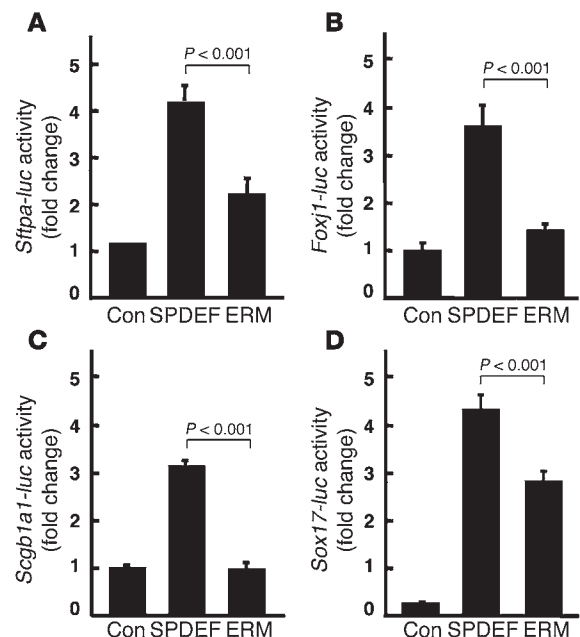 A
P < 0.001
Sftpa-luc activity
(fold change)
5
4
3
2
1
0
Con SPDEF ERM
B
P < 0.001
Foxj1-luc activity
(fold change)
5
4
3
2
1
0
Con SPDEF ERM
C
P < 0.001
Scgb1a1-luc activity
(fold change)
5
4
3
2
1
0
Con SPDEF ERM
D
P < 0.001
Sox17-luc activity
(fold change)
5
4
3
2
1
0
Con SPDEF ERM